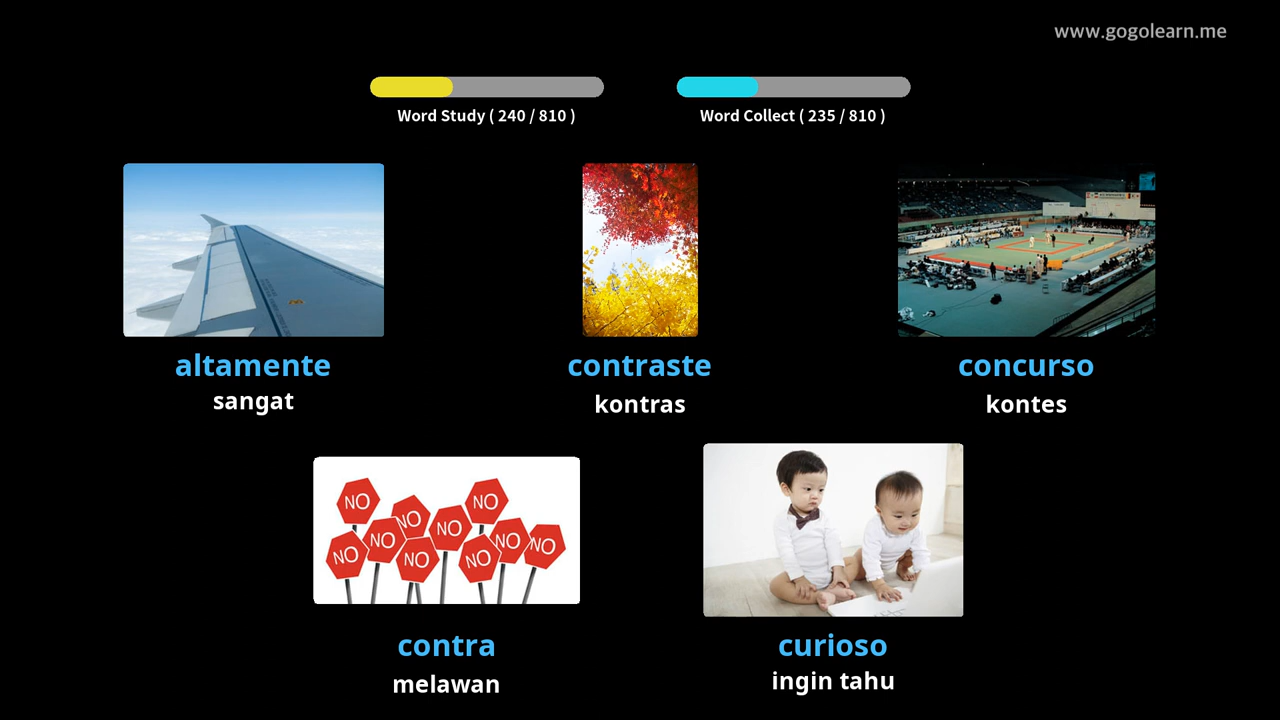 www.gogolearn.me
Word Study ( 240 / 810 )
Word Collect ( 235 / 810 )
altamente
sangat
contraste
kontras
concurso
kontes
NO
NO
NO
NO
NO
NO
NO
NO
NO
NO
contra
melawan
curioso
ingin tahu